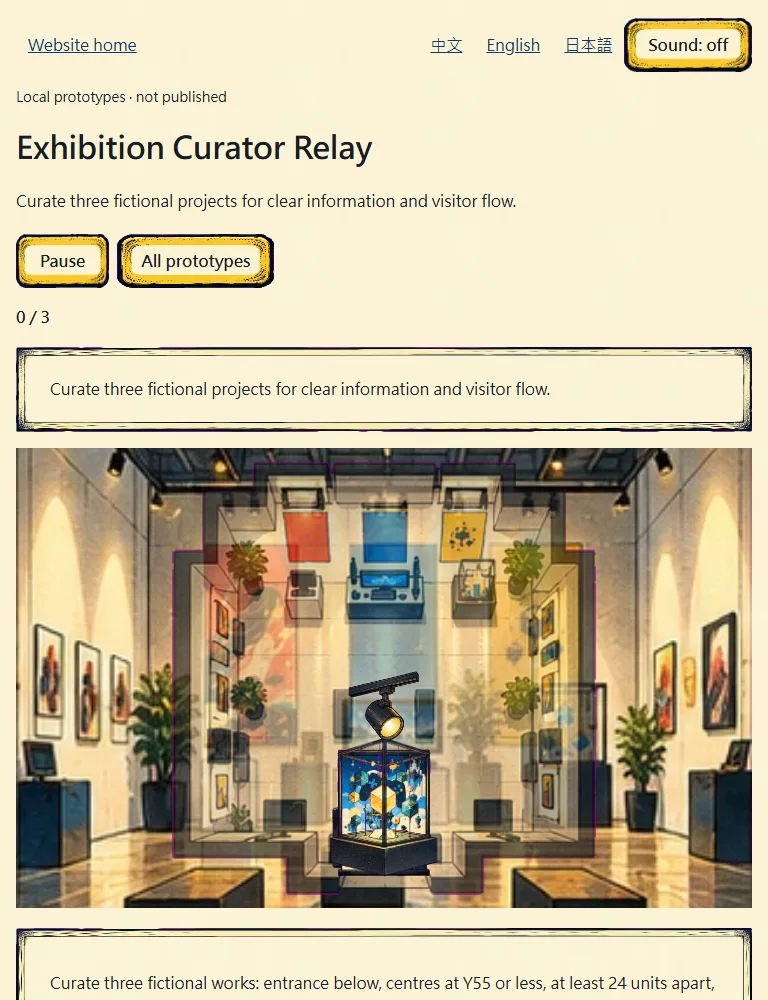 Website home
中文
English
日本語
Sound: off
Local prototypes · not published
Exhibition Curator Relay
Curate three fictional projects for clear information and visitor flow.
Pause
All prototypes
0 / 3
Curate three fictional projects for clear information and visitor flow.
Curate three fictional works: entrance below, centres at Y55 or less, at least 24 units apart,